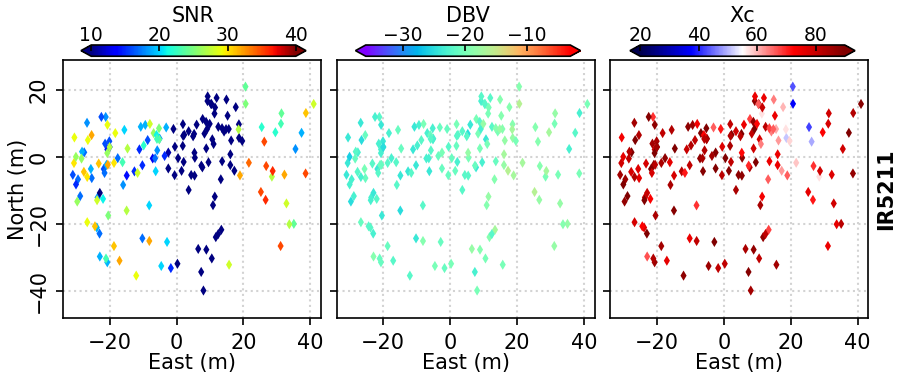 SNR
DBV
Xc
10 20 30 40
−30 −20 −10
20 40 60 80
North (m)
20
0
−20
−40
IR5211
−20 0 20 40
−20 0 20 40
−20 0 20 40
East (m)
East (m)
East (m)